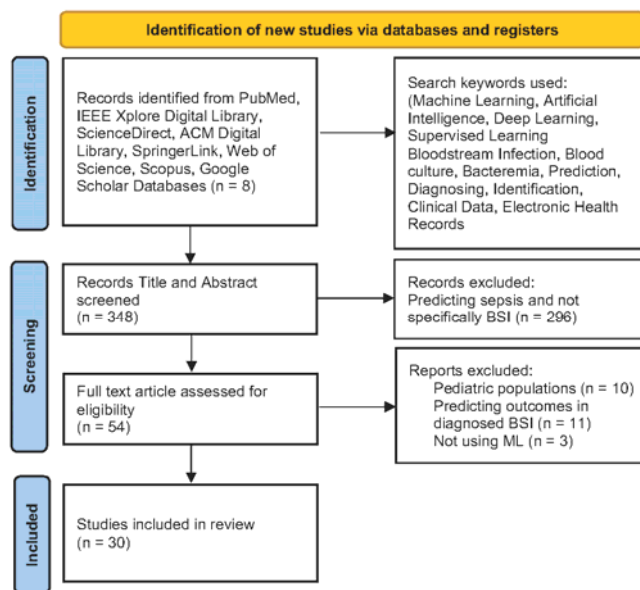 Identification of new studies via databases and registers
Identification
Records identified from PubMed,
IEEE Xplore Digital Library,
ScienceDirect, ACM Digital
Library, SpringerLink, Web of
Science, Scopus, Google
Scholar Databases (n = 8)
Search keywords used:
(Machine Learning, Artificial
Intelligence, Deep Learning,
Supervised Learning
Bloodstream Infection, Blood
culture, Bacteremia, Prediction,
Diagnosing, Identification,
Clinical Data, Electronic Health
Records
Screening
Records Title and Abstract
screened
(n = 348)
Records excluded:
Predicting sepsis and not
specifically BSI (n = 296)
Full text article assessed for
eligibility
(n = 54)
Reports excluded:
Pediatric populations (n = 10)
Predicting outcomes in
diagnosed BSI (n = 11)
Not using ML (n = 3)
Included
Studies included in review
(n = 30)